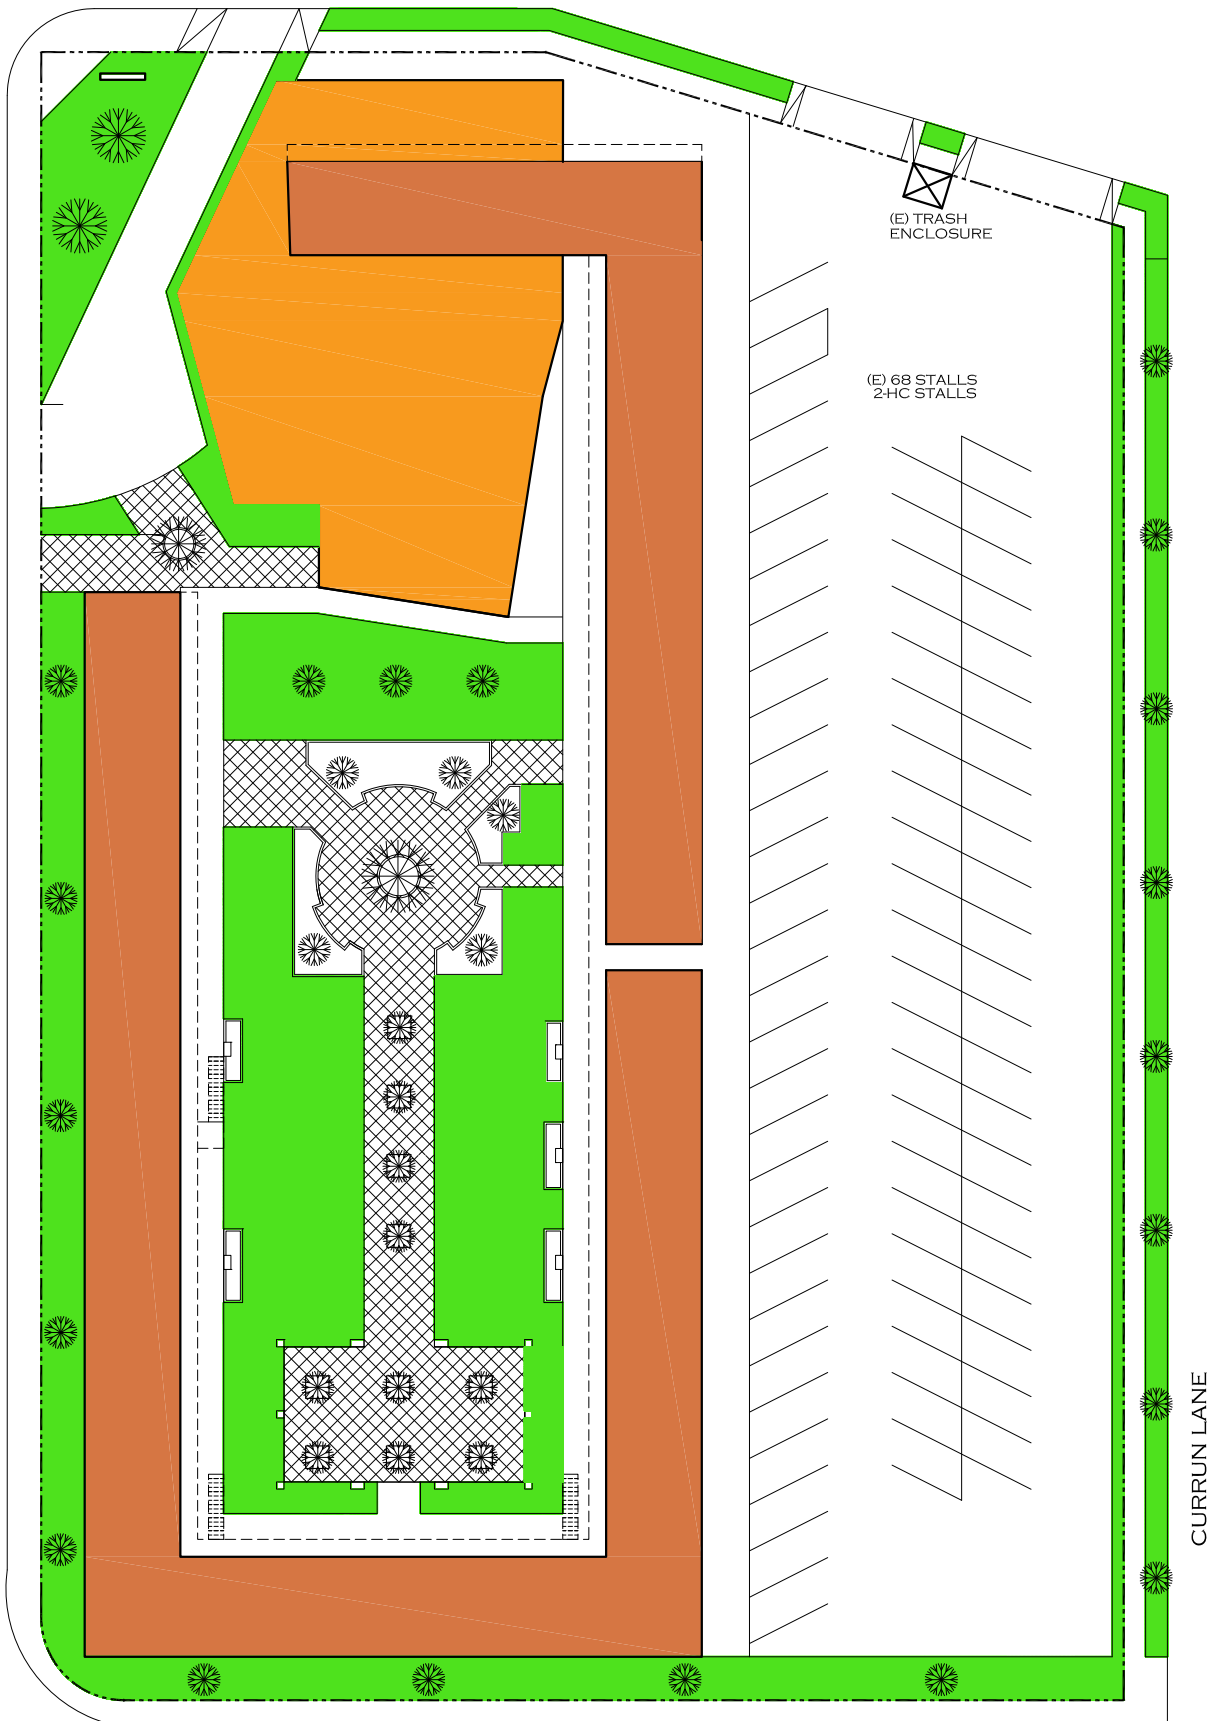 (E) TRASH
ENCLOSURE
(E) 68 STALLS
2-HC STALLS
CURRUN LANE